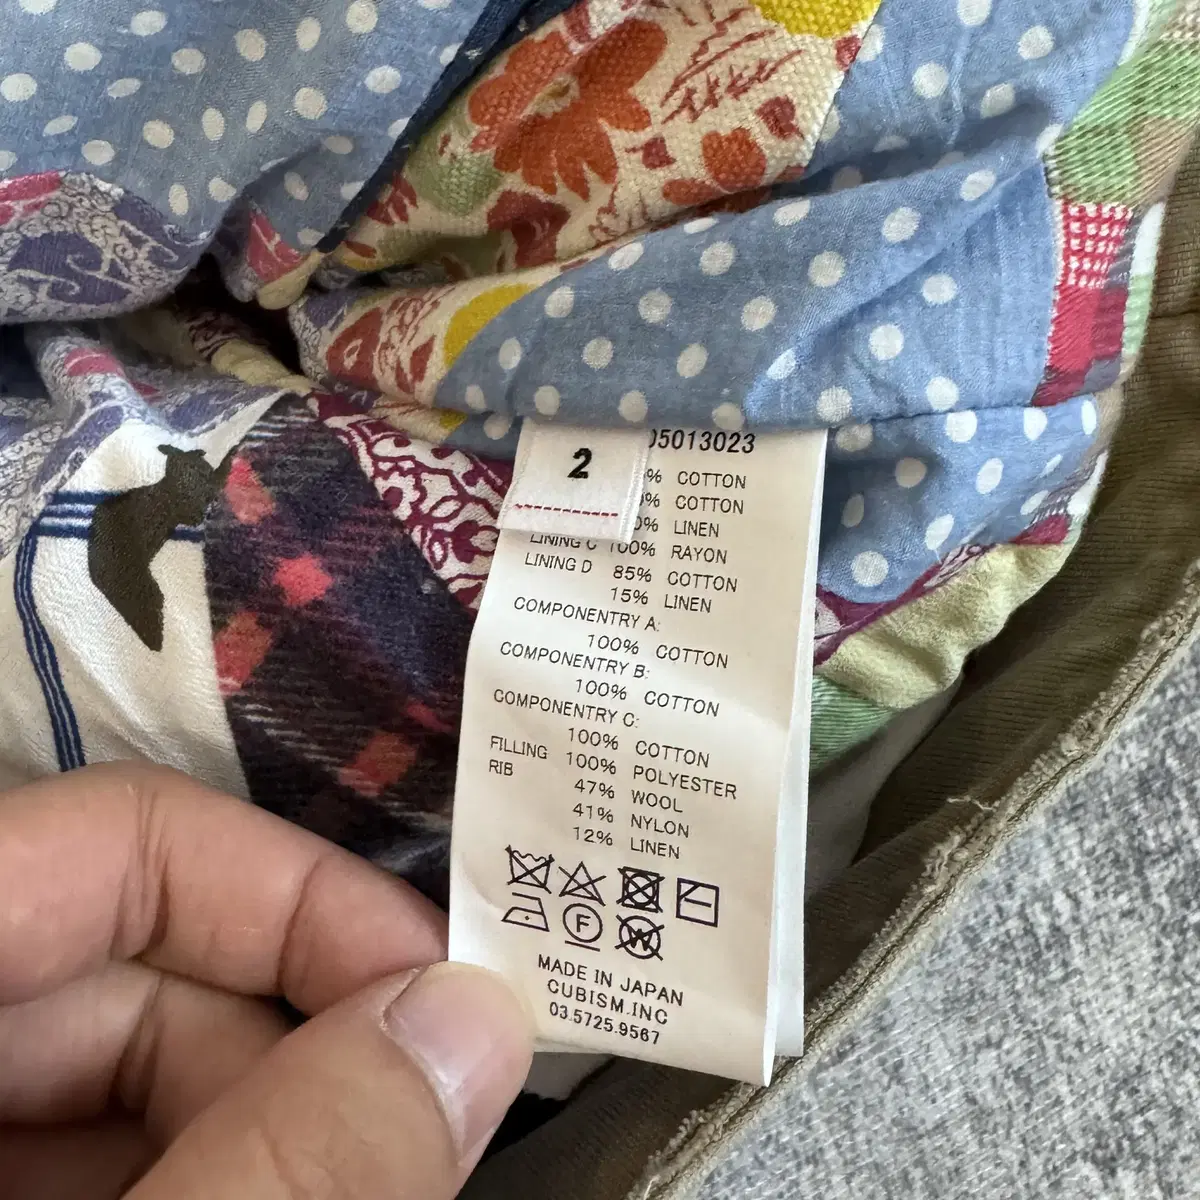 2
05013023
% COTTON
0% COTTON
0% LINEN
LINING C 100% RAYON
LINING D 85% COTTON
15% LINEN
COMPONENTRY A:
100% COTTON
COMPONENTRY B:
100% COTTON
COMPONENTRY C:
100% COTTON
FILLING 100% POLYESTER
RIB 47% WOOL
41% NYLON
12% LINEN
F
W
MADE IN JAPAN
CUBISM.INC
03.5725.9567